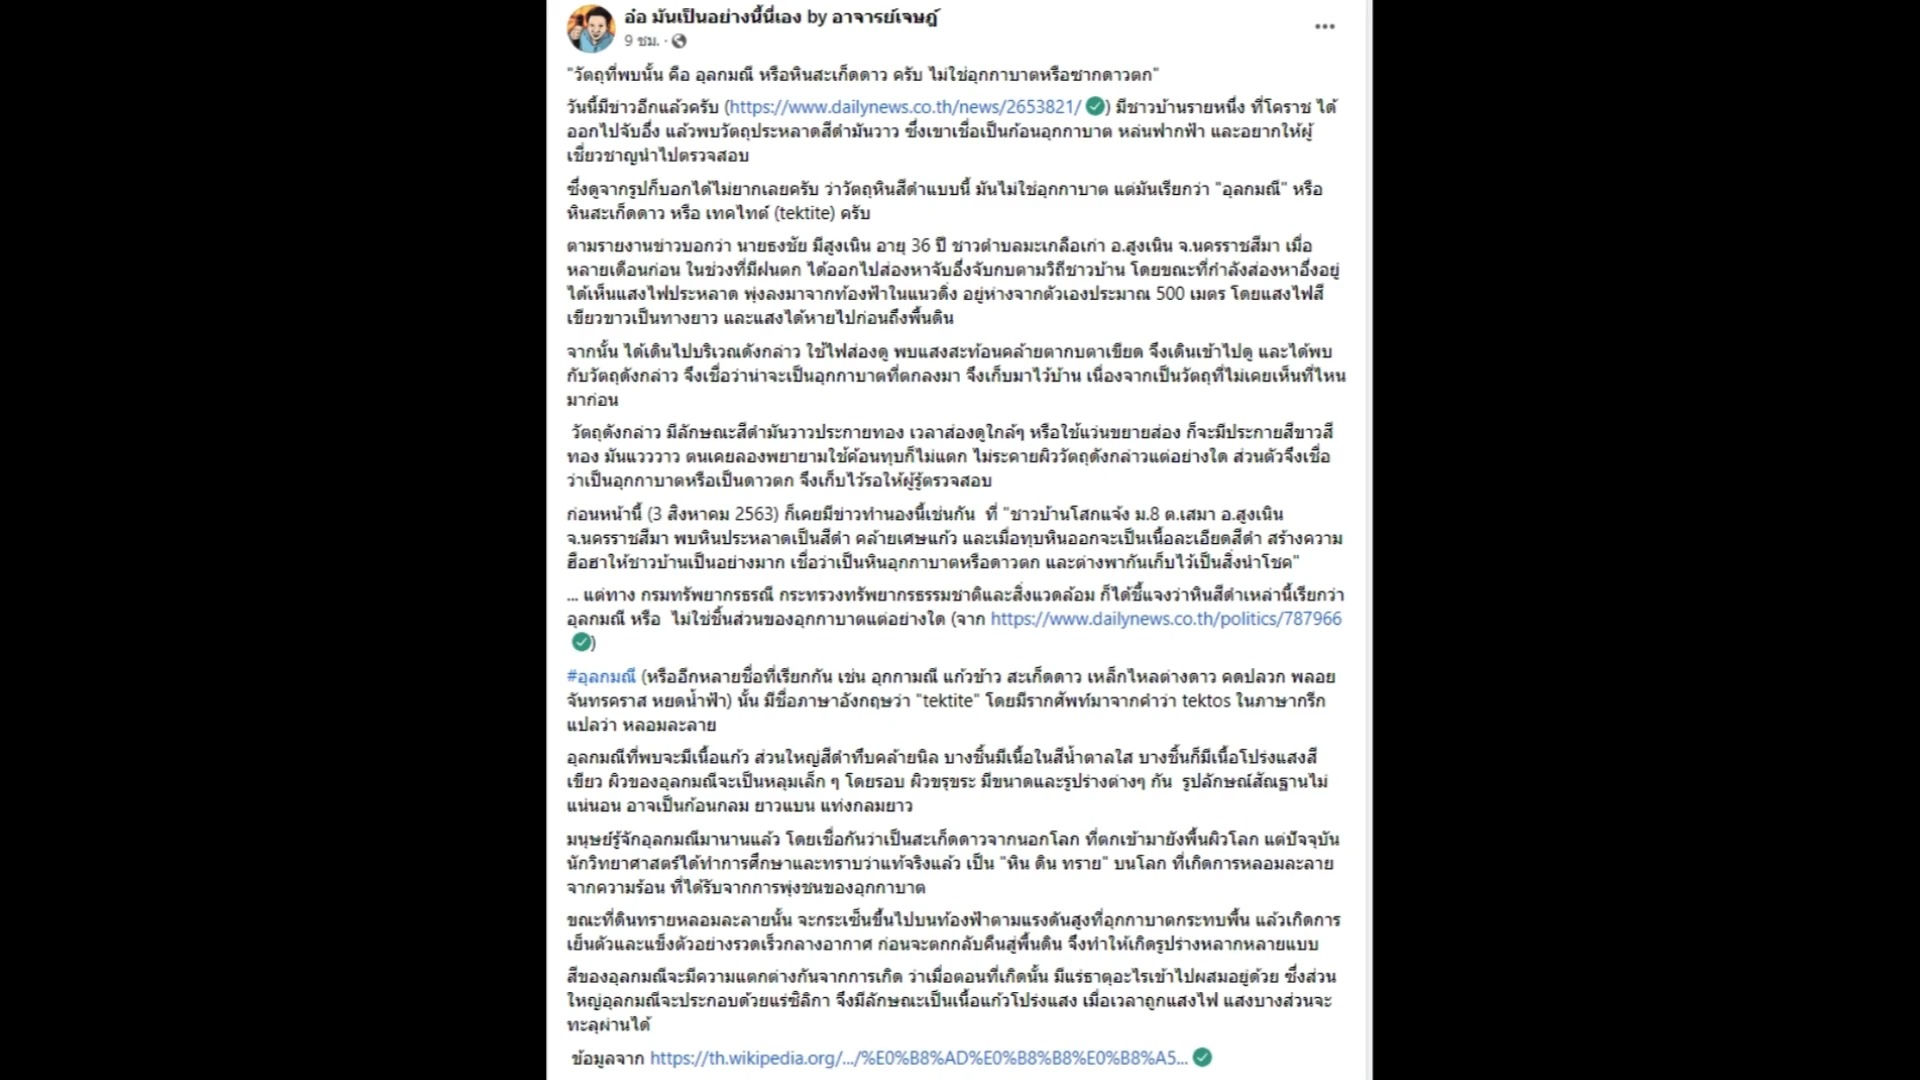 อ๋อ มันเป็นอย่างนี้นี่เอง by อาจารย์เจษฎ์
9 ชม. ·
"วัตถุที่พบนั้น คือ อุลกมณี หรือหินสะเก็ดดาว ครับ ไม่ใช่อุกกาบาตหรือซากดาวตก"
วันนี้มีข่าวอีกแล้วครับ (https://www.dailynews.co.th/news/2653821/ ) มีชาวบ้านรายหนึ่ง ที่โคราช ได้
ออกไปจับอึ่ง แล้วพบวัตถุประหลาดสีดำมันวาว ซึ่งเขาเชื่อเป็นก้อนอุกกาบาต หล่นฟากฟ้า และอยากให้ผู้
เชี่ยวชาญนำไปตรวจสอบ
ซึ่งดูจากรูปก็บอกได้ไม่ยากเลยครับ ว่าวัตถุหินสีดำแบบนี้ มันไม่ใช่อุกกาบาต แต่มันเรียกว่า "อุลกมณี" หรือ
หินสะเก็ดดาว หรือ เทคไทต์ (tektite) ครับ
ตามรายงานข่าวบอกว่า นายธงชัย มีสูงเนิน อายุ 36 ปี ชาวตำบลมะเกลือเก่า อ.สูงเนิน จ.นครราชสีมา เมื่อ
หลายเดือนก่อน ในช่วงที่มีฝนตก ได้ออกไปส่องหาจับอึ่งจับกบตามวิถีชาวบ้าน โดยขณะที่กำลังส่องหาอึ่งอยู่
ได้เห็นแสงไฟประหลาด พุ่งลงมาจากท้องฟ้าในแนวดิ่ง อยู่ห่างจากตัวเองประมาณ 500 เมตร โดยแสงไฟสี
เขียวขาวเป็นทางยาว และแสงได้หายไปก่อนถึงพื้นดิน
จากนั้น ได้เดินไปบริเวณดังกล่าว ใช้ไฟส่องดู พบแสงสะท้อนคล้ายตากบตาเขียด จึงเดินเข้าไปดู และได้พบ
กับวัตถุดังกล่าว จึงเชื่อว่าน่าจะเป็นอุกกาบาตที่ตกลงมา จึงเก็บมาไว้บ้าน เนื่องจากเป็นวัตถุที่ไม่เคยเห็นที่ไหน
มาก่อน
วัตถุดังกล่าว มีลักษณะสีดำมันวาวประกายทอง เวลาส่องดูใกล้ๆ หรือใช้แว่นขยายส่อง ก็จะมีประกายสีขาวสี
ทอง มันแวววาว ตนเคยลองพยายามใช้ค้อนทุบก็ไม่แตก ไม่ระคายผิววัตถุดังกล่าวแต่อย่างใด ส่วนตัวจึงเชื่อ
ว่าเป็นอุกกาบาตหรือเป็นดาวตก จึงเก็บไว้รอให้ผู้รู้ตรวจสอบ
ก่อนหน้านี้ (3 สิงหาคม 2563) ก็เคยมีข่าวทำนองนี้เช่นกัน ที่ "ชาวบ้านโสกแจ้ง ม.8 ต.เสมา อ.สูงเนิน
จ.นครราชสีมา พบหินประหลาดเป็นสีดำ คล้ายเศษแก้ว และเมื่อทุบหินออกจะเป็นเนื้อละเอียดสีดำ สร้างความ
ฮือฮาให้ชาวบ้านเป็นอย่างมาก เชื่อว่าเป็นหินอุกกาบาตหรือดาวตก และต่างพากันเก็บไว้เป็นสิ่งนำโชค"
... แต่ทาง กรมทรัพยากรธรณี กระทรวงทรัพยากรธรรมชาติและสิ่งแวดล้อม ก็ได้ชี้แจงว่าหินสีดำเหล่านี้เรียกว่า
อุลกมณี หรือ ไม่ใช่ชิ้นส่วนของอุกกาบาตแต่อย่างใด (จาก https://www.dailynews.co.th/politics/787966
)
#อุลกมณี (หรืออีกหลายชื่อที่เรียกกัน เช่น อุกกามณี แก้วข้าว สะเก็ดดาว เหล็กไหลต่างดาว คดปลวก พลอย
จันทรคราส หยดน้ำฟ้า) นั้น มีชื่อภาษาอังกฤษว่า "tektite" โดยมีรากศัพท์มาจากคำว่า tektos ในภาษากรีก
แปลว่า หลอมละลาย
อุลกมณีที่พบจะมีเนื้อแก้ว ส่วนใหญ่สีดำทึบคล้ายนิล บางชิ้นมีเนื้อในสีน้ำตาลใส บางชิ้นก็มีเนื้อโปร่งแสงสี
เขียว ผิวของอุลกมณีจะเป็นหลุมเล็ก ๆ โดยรอบ ผิวขรุขระ มีขนาดและรูปร่างต่างๆ กัน รูปลักษณ์สัณฐานไม่
แน่นอน อาจเป็นก้อนกลม ยาวแบน แท่งกลมยาว
มนุษย์รู้จักอุลกมณีมานานแล้ว โดยเชื่อกันว่าเป็นสะเก็ดดาวจากนอกโลก ที่ตกเข้ามายังพื้นผิวโลก แต่ปัจจุบัน
นักวิทยาศาสตร์ได้ทำการศึกษาและทราบว่าแท้จริงแล้ว เป็น "หิน ดิน ทราย" บนโลก ที่เกิดการหลอมละลาย
จากความร้อน ที่ได้รับจากการพุ่งชนของอุกกาบาต
ขณะที่ดินทรายหลอมละลายนั้น จะกระเซ็นขึ้นไปบนท้องฟ้าตามแรงดันสูงที่อุกกาบาตกระทบพื้น แล้วเกิดการ
เย็นตัวและแข็งตัวอย่างรวดเร็วกลางอากาศ ก่อนจะตกกลับคืนสู่พื้นดิน จึงทำให้เกิดรูปร่างหลากหลายแบบ
สีของอุลกมณีจะมีความแตกต่างกันจากการเกิด ว่าเมื่อตอนที่เกิดนั้น มีแร่ธาตุอะไรเข้าไปผสมอยู่ด้วย ซึ่งส่วน
ใหญ่อุลกมณีจะประกอบด้วยแร่ซิลิกา จึงมีลักษณะเป็นเนื้อแก้วโปร่งแสง เมื่อเวลาถูกแสงไฟ แสงบางส่วนจะ
ทะลุผ่านได้
ข้อมูลจาก https://th.wikipedia.org/.../%E0%B8%AD%E0%B8%B8%E0%B8%A5...